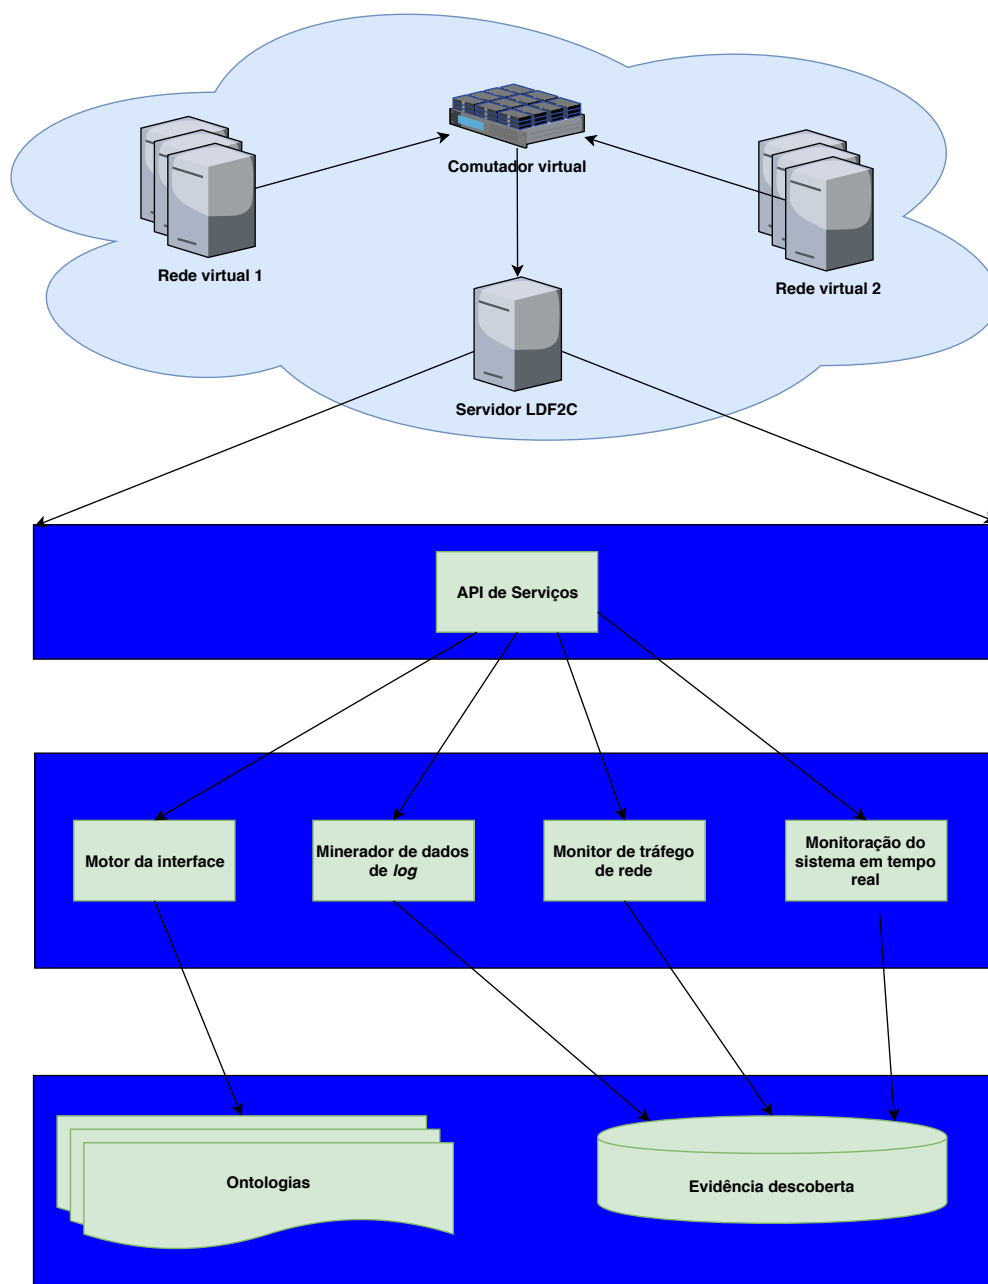 Comutador virtual
Rede virtual 1
Rede virtual 2
Servidor LDF2C
API de Serviços
Motor da interface
Minerador de dados
de log
Monitor de tráfego
de rede
Monitoração do
sistema em tempo
real
Ontologias
Evidência descoberta